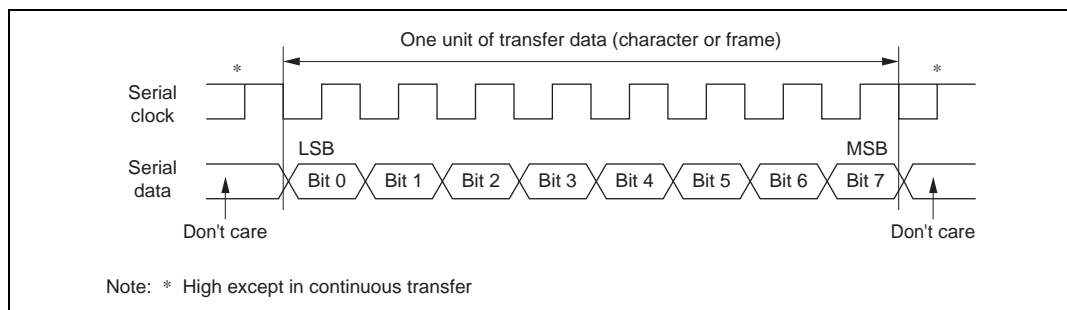 One unit of transfer data (character or frame)
* *
Serial
clock
LSB MSB
Serial
data
Bit 0 Bit 1 Bit 2 Bit 3 Bit 4 Bit 5 Bit 6 Bit 7
Don't care Don't care
Note: * High except in continuous transfer